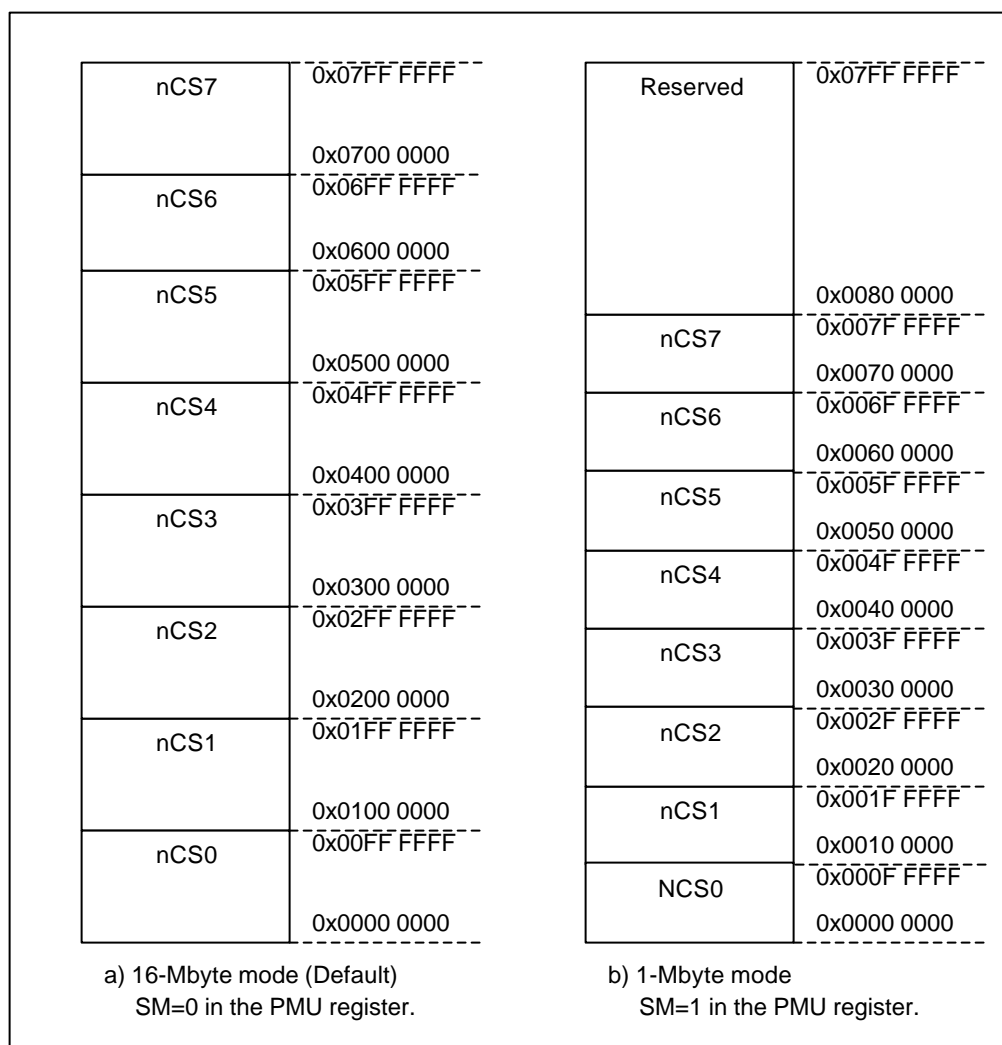 nCS7
0x07FF FFFF
0x0700 0000
nCS6
0x06FF FFFF
0x0600 0000
nCS5
0x05FF FFFF
0x0500 0000
nCS4
0x04FF FFFF
0x0400 0000
nCS3
0x03FF FFFF
0x0300 0000
nCS2
0x02FF FFFF
0x0200 0000
nCS1
0x01FF FFFF
0x0100 0000
nCS0
0x00FF FFFF
0x0000 0000
a) 16-Mbyte mode (Default)
SM=0 in the PMU register.
Reserved
0x07FF FFFF
0x0080 0000
nCS7
0x007F FFFF
0x0070 0000
nCS6
0x006F FFFF
0x0060 0000
nCS5
0x005F FFFF
0x0050 0000
nCS4
0x004F FFFF
0x0040 0000
nCS3
0x003F FFFF
0x0030 0000
nCS2
0x002F FFFF
0x0020 0000
nCS1
0x001F FFFF
0x0010 0000
NCS0
0x000F FFFF
0x0000 0000
b) 1-Mbyte mode
SM=1 in the PMU register.